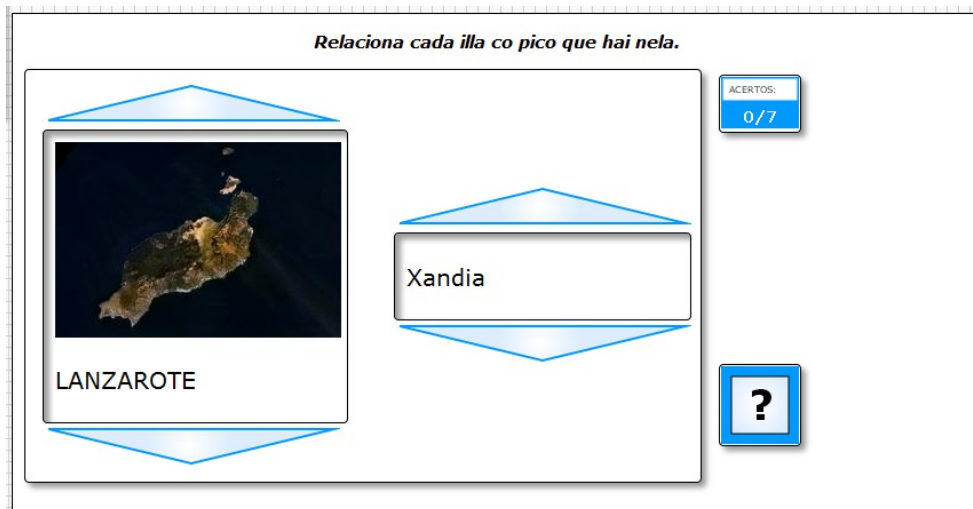 Relaciona cada illa co pico que hai nela.
ACERTOS:
0/7
LANZAROTE
Xandia
?